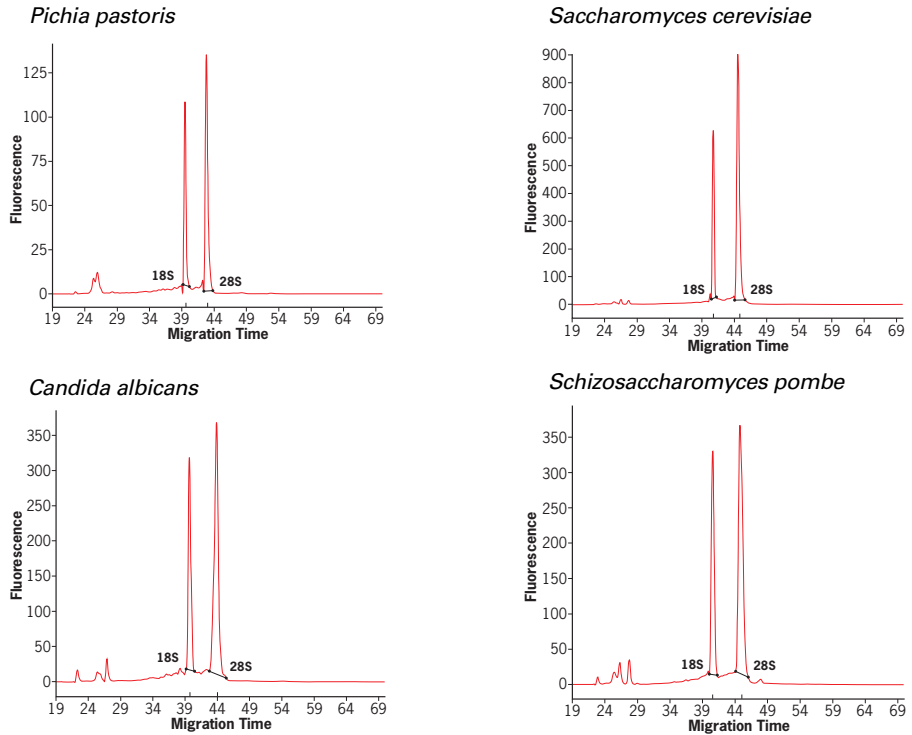 Pichia pastoris
125
100
75
50
25
0
Fluorescence
18S
28S
19 24 29 34 39 44 49 54 59 64 69
Migration Time
Saccharomyces cerevisiae
900
800
700
600
500
400
300
200
100
0
Fluorescence
18S
28S
19 24 29 34 39 44 49 54 59 64 69
Migration Time
Candida albicans
350
300
250
200
150
100
50
0
Fluorescence
18S
28S
19 24 29 34 39 44 49 54 59 64 69
Migration Time
Schizosaccharomyces pombe
350
300
250
200
150
100
50
0
Fluorescence
18S
28S
19 24 29 34 39 44 49 54 59 64 69
Migration Time